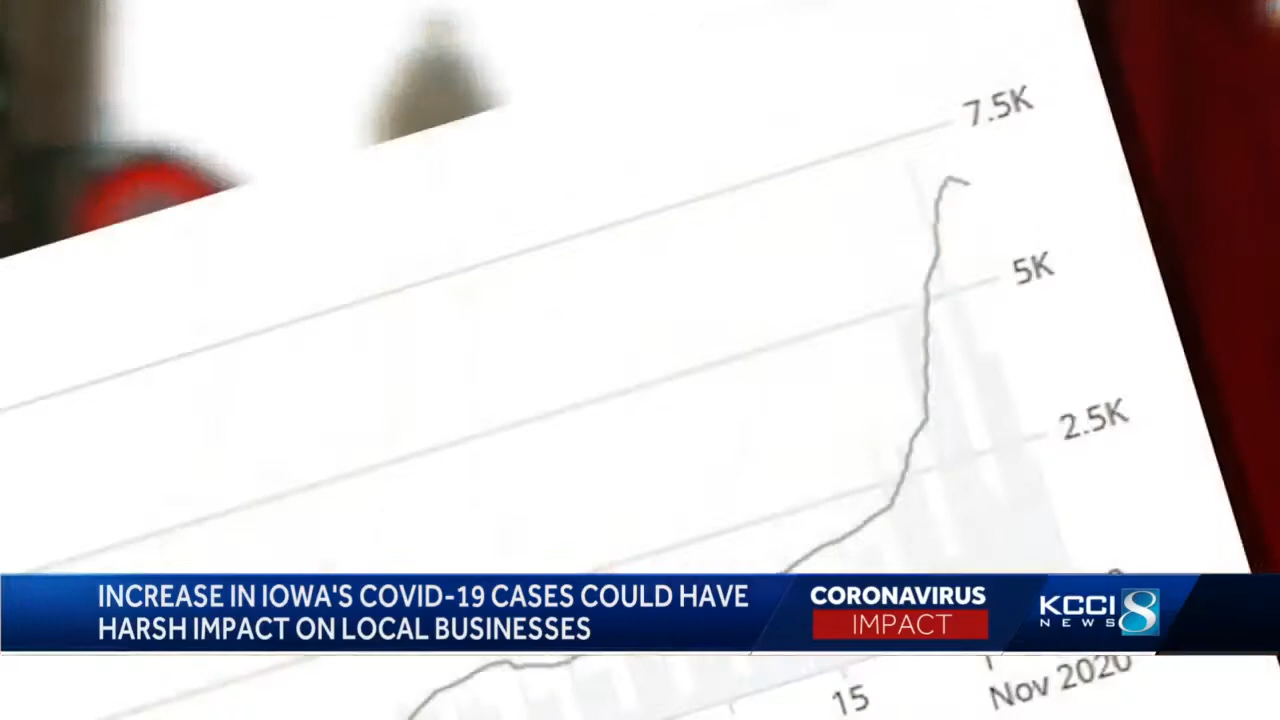 7.5K
5K
2.5K
INCREASE IN IOWA'S COVID-19 CASES COULD HAVE
HARSH IMPACT ON LOCAL BUSINESSES
CORONAVIRUS
IMPACT
KCCI 8
NEWS
15
1
Nov 2020